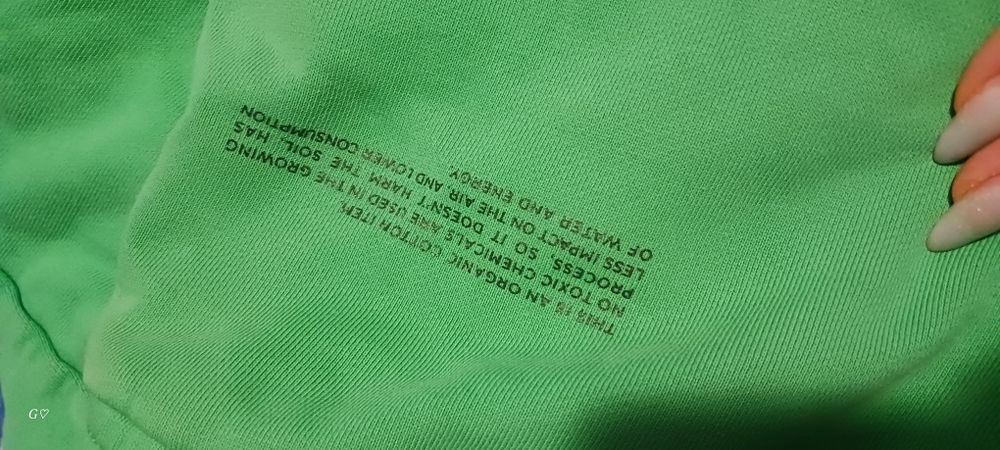 THIS IS AN ORGANIC COTTON ITEM.
NO TOXIC CHEMICALS ARE USED IN THE GROWING
PROCESS, SO IT DOESN'T HARM THE SOIL, HAS
LESS IMPACT ON THE AIR, AND LOWER CONSUMPTION
OF WATER AND ENERGY.
G♡